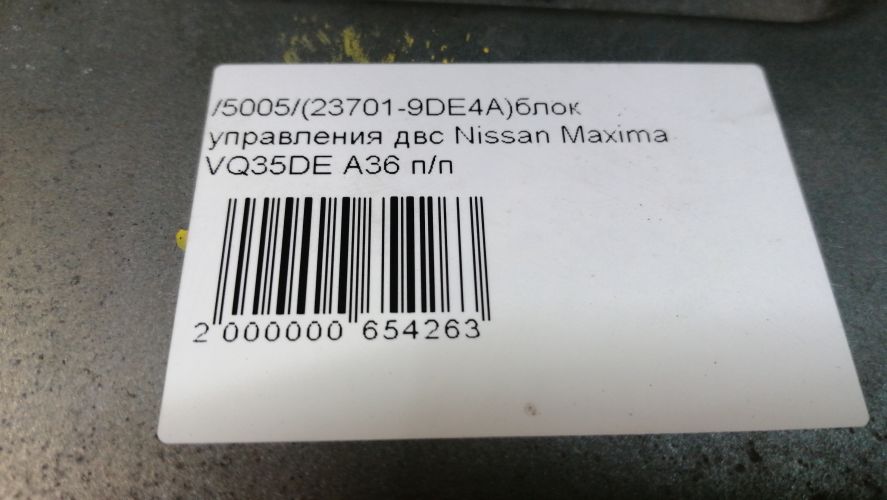 /5005/(23701-9DE4A)блок
управления двс Nissan Maxima
VQ35DE A36 п/п
2 000000 654263